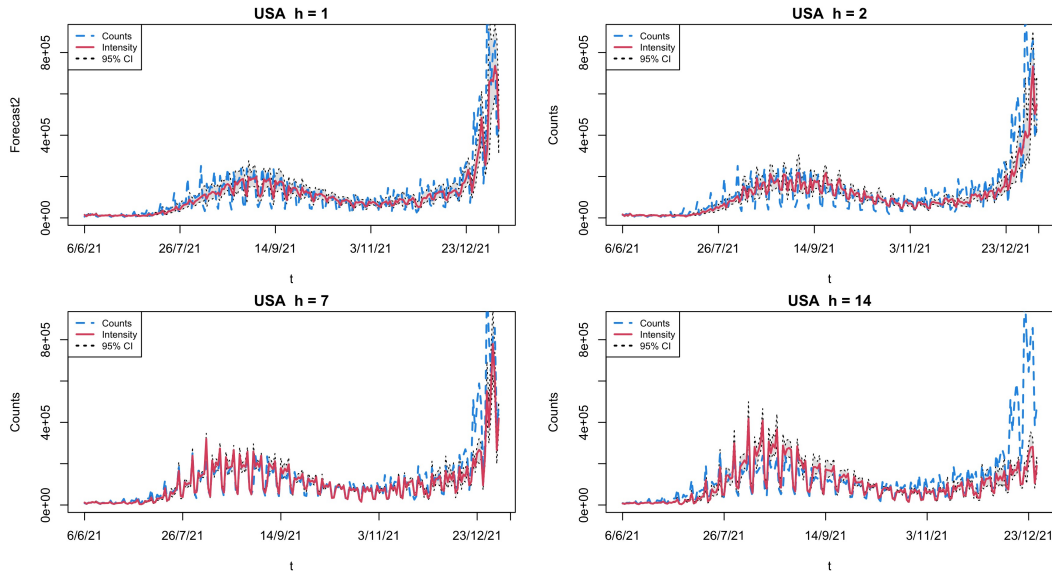 USA h = 1
Forecast2
8e+05
4e+05
0e+00
Counts
Intensity
95% CI
6/6/21 26/7/21 14/9/21 3/11/21 23/12/21
t
USA h = 2
Counts
8e+05
4e+05
0e+00
Counts
Intensity
95% CI
6/6/21 26/7/21 14/9/21 3/11/21 23/12/21
t
USA h = 7
Counts
8e+05
4e+05
0e+00
Counts
Intensity
95% CI
6/6/21 26/7/21 14/9/21 3/11/21 23/12/21
t
USA h = 14
Counts
8e+05
4e+05
0e+00
Counts
Intensity
95% CI
6/6/21 26/7/21 14/9/21 3/11/21 23/12/21
t